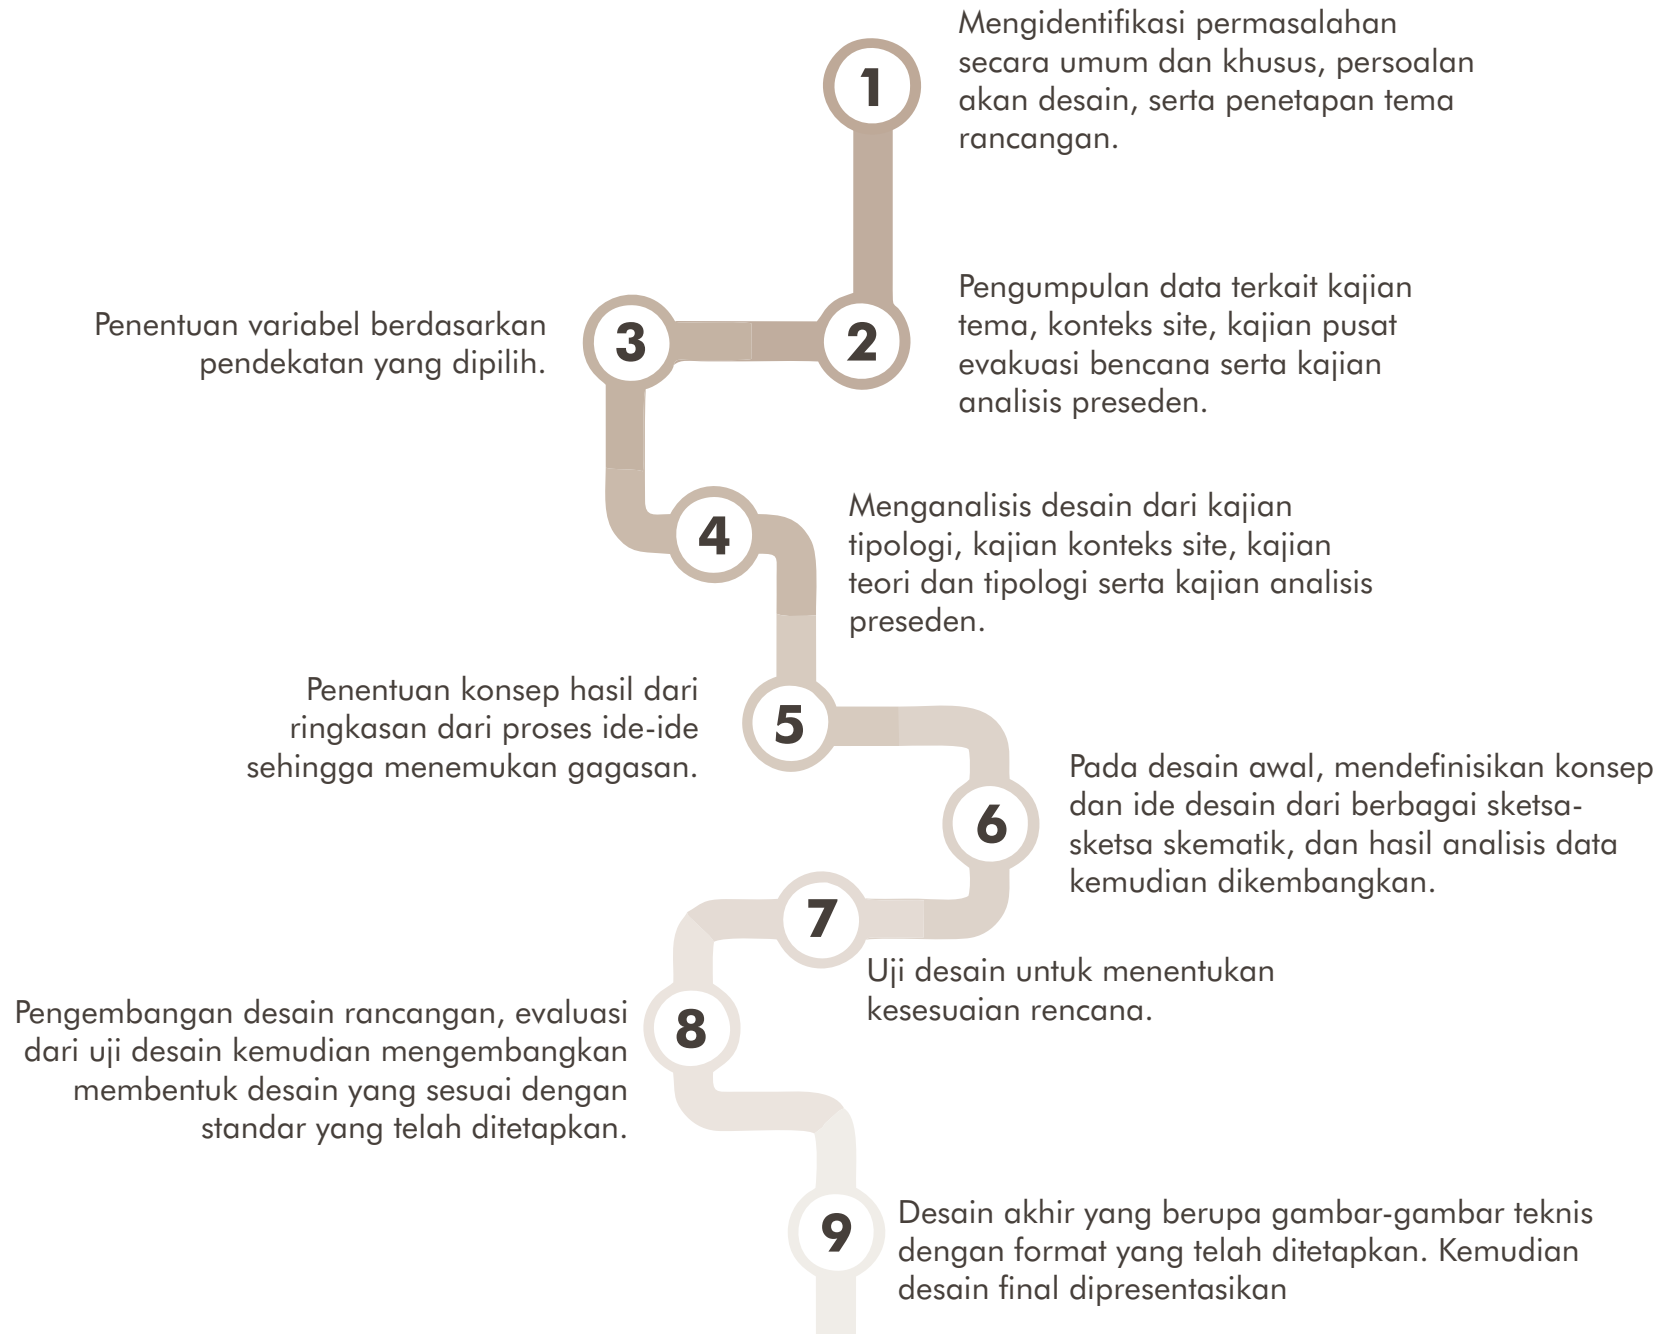 1
Mengidentifikasi permasalahan
secara umum dan khusus, persoalan
akan desain, serta penetapan tema
rancangan.
2
Pengumpulan data terkait kajian
tema, konteks site, kajian pusat
evakuasi bencana serta kajian
analisis preseden.
3
Penentuan variabel berdasarkan
pendekatan yang dipilih.
4
Menganalisis desain dari kajian
tipologi, kajian konteks site, kajian
teori dan tipologi serta kajian analisis
preseden.
5
Penentuan konsep hasil dari
ringkasan dari proses ide-ide
sehingga menemukan gagasan.
6
Pada desain awal, mendefinisikan konsep
dan ide desain dari berbagai sketsa-
sketsa skematik, dan hasil analisis data
kemudian dikembangkan.
7
Uji desain untuk menentukan
kesesuaian rencana.
8
Pengembangan desain rancangan, evaluasi
dari uji desain kemudian mengembangkan
membentuk desain yang sesuai dengan
standar yang telah ditetapkan.
9
Desain akhir yang berupa gambar-gambar teknis
dengan format yang telah ditetapkan. Kemudian
desain final dipresentasikan